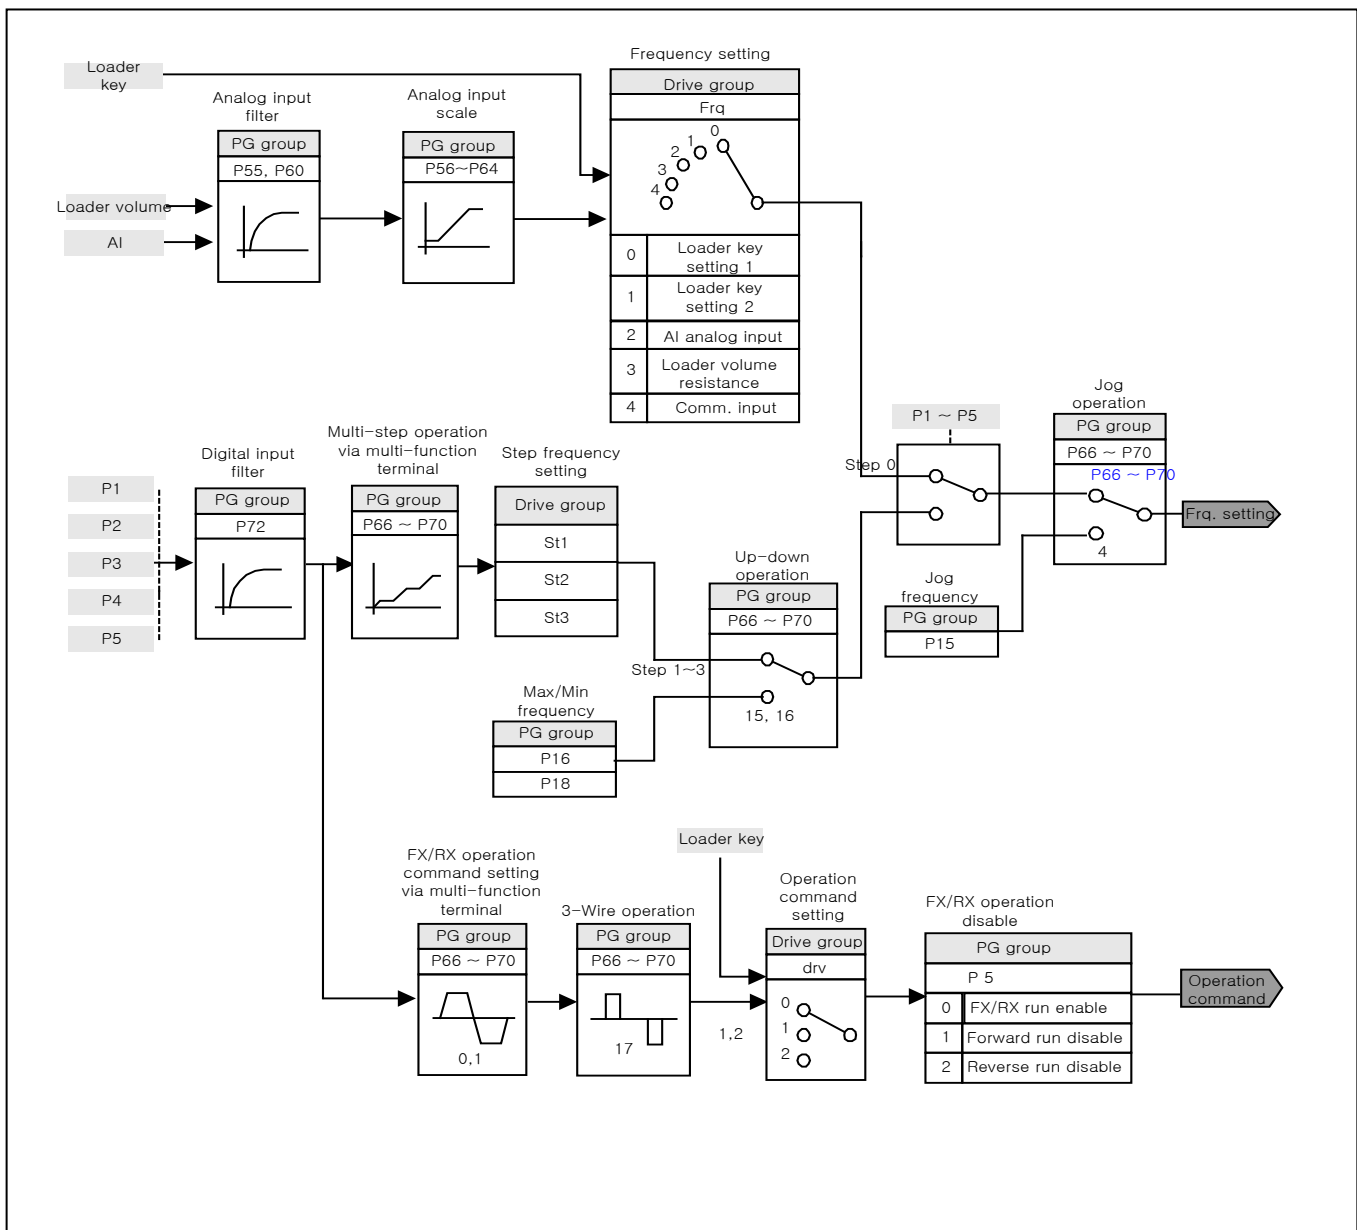 Frequency setting
Loader
key
Analog input
filter
Analog input
scale
Drive group
Frq
PG group
P55, P60
PG group
P56~P64
0
1
2
3
4
Loader volume
AI
0
Loader key
setting 1
1
Loader key
setting 2
2
AI analog input
3
Loader volume
resistance
4
Comm. input
P1 ~ P5
Step 0
Jog
operation
PG group
P66 ~ P70
P66 ~ P70
4
Frq. setting
Digital input
filter
Multi-step operation
via multi-function
terminal
Step frequency
setting
P1
P2
P3
P4
P5
PG group
P72
PG group
P66 ~ P70
Drive group
St1
St2
St3
Up-down
operation
PG group
P66 ~ P70
Step 1~3
15, 16
Jog
frequency
PG group
P15
Max/Min
frequency
PG group
P16
P18
Loader key
FX/RX operation
command setting
via multi-function
terminal
3-Wire operation
Operation
command
setting
FX/RX operation
disable
PG group
P66 ~ P70
0,1
PG group
P66 ~ P70
17
1,2
Drive group
drv
0
1
2
PG group
P 5
0
FX/RX run enable
1
Forward run disable
2
Reverse run disable
Operation
command